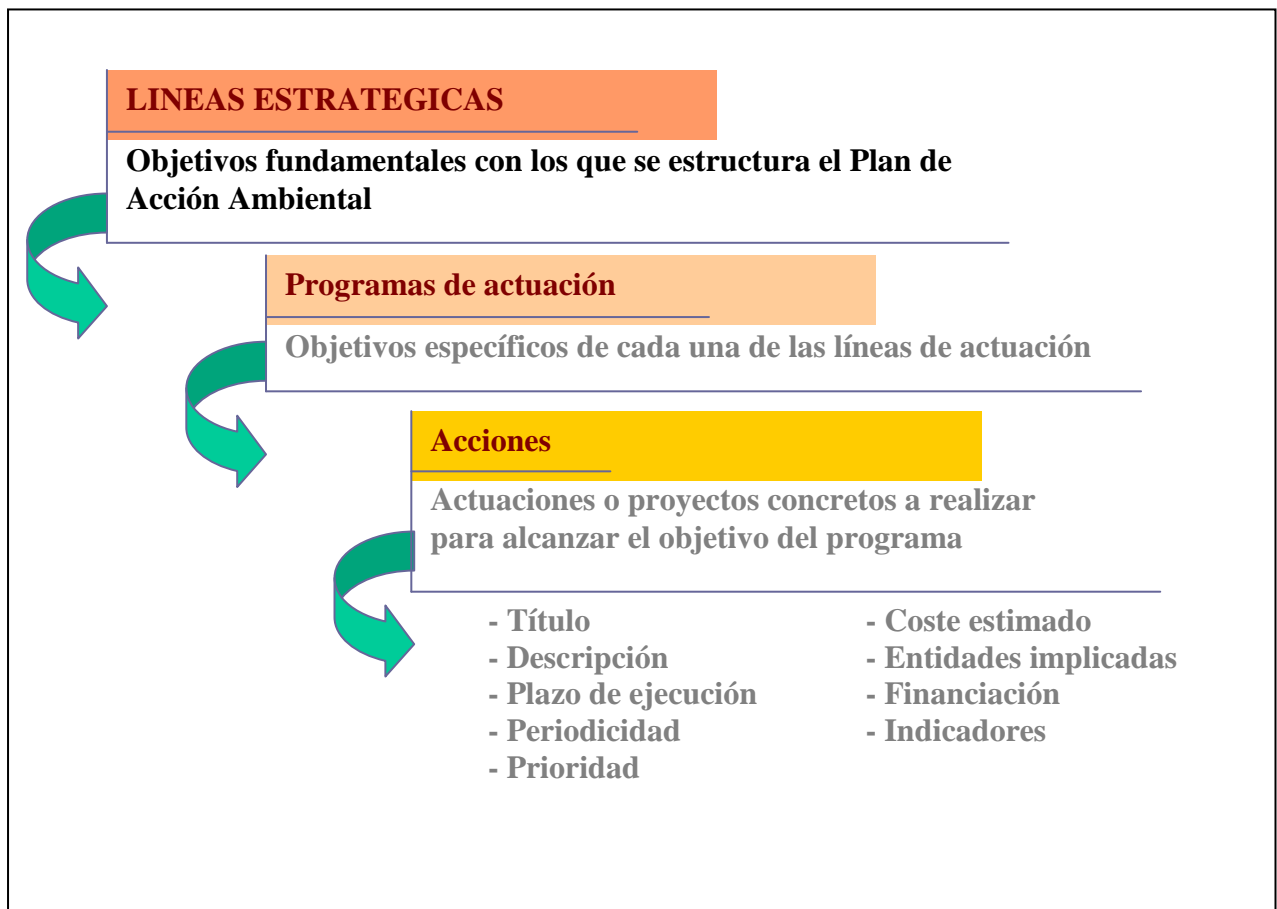 LINEAS ESTRATEGICAS
Objetivos fundamentales con los que se estructura el Plan de
Acción Ambiental
Programas de actuación
Objetivos específicos de cada una de las líneas de actuación
Acciones
Actuaciones o proyectos concretos a realizar
para alcanzar el objetivo del programa
- Título
- Descripción
- Plazo de ejecución
- Periodicidad
- Prioridad
- Coste estimado
- Entidades implicadas
- Financiación
- Indicadores